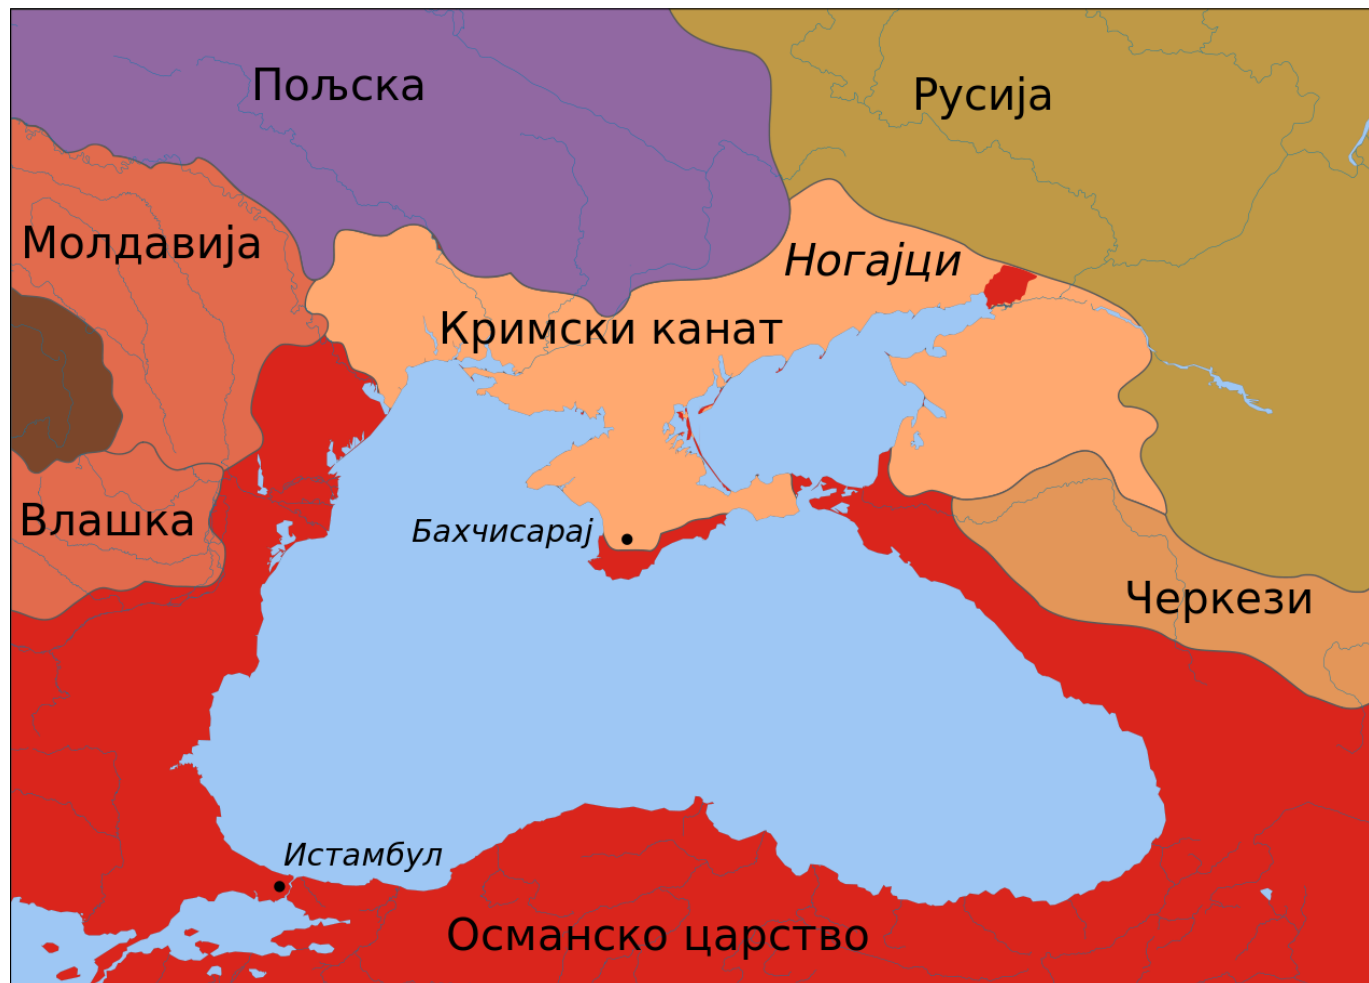 Пољска
Русија
Молдавија
Ногајци
Кримски канат
Влашка
Бахчисарај
Черкези
Истамбул
Османско царство